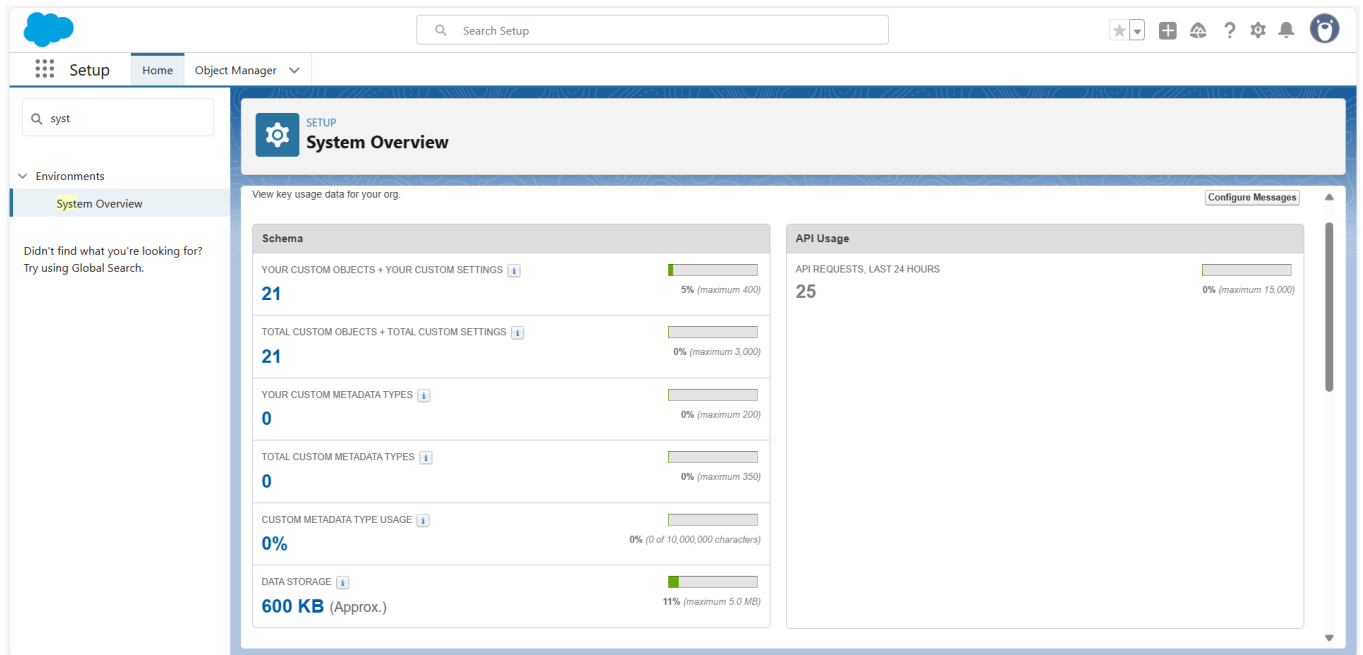 Search Setup
Setup
Home
Object Manager
syst
Environments
System Overview
Didn't find what you're looking for?
Try using Global Search.
SETUP
System Overview
View key usage data for your org.
Configure Messages
Schema
YOUR CUSTOM OBJECTS + YOUR CUSTOM SETTINGS i
21
5% (maximum 400)
TOTAL CUSTOM OBJECTS + TOTAL CUSTOM SETTINGS i
21
0% (maximum 3,000)
YOUR CUSTOM METADATA TYPES i
0
0% (maximum 200)
TOTAL CUSTOM METADATA TYPES i
0
0% (maximum 350)
CUSTOM METADATA TYPE USAGE i
0%
0% (0 of 10,000,000 characters)
DATA STORAGE i
600 KB (Approx.)
11% (maximum 5.0 MB)
API Usage
API REQUESTS, LAST 24 HOURS
25
0% (maximum 15,000)